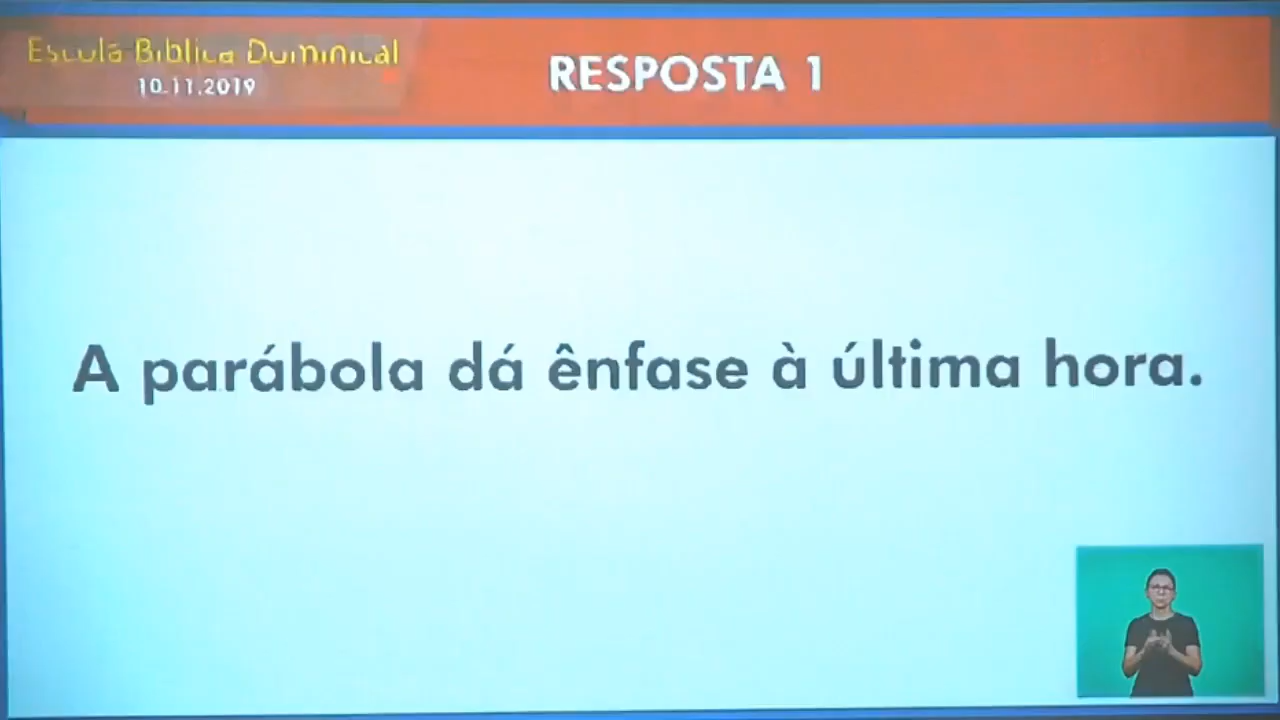 Escola Bíblica Dominical
10.11.2019
RESPOSTA 1
A parábola dá ênfase à última hora.